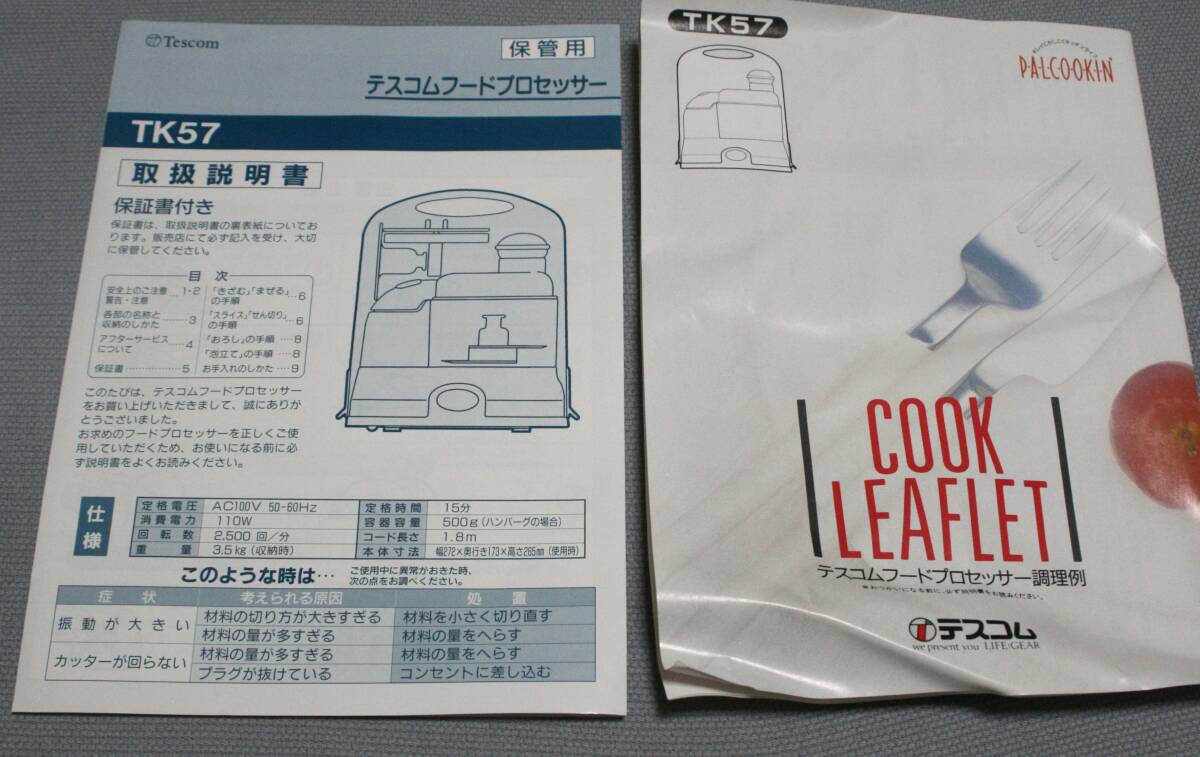 Tescom
保管用
テスコムフードプロセッサー
TK57
取扱説明書
保証書付き
保証書は、取扱説明書の裏表紙についてお
ります。販売店にて必ず記入を受け、大切
に保管してください。
目 次
安全上のご注意
警告・注意 … 1・2
各部の名称と
収納のしかた …… 3
アフターサービス
について …… 4
保証書 …………… 5
「きざむ」「まぜる」
の手順 …… 6
「スライス」「せん切り」
の手順 …… 6
「おろし」の手順 …… 8
「泡立て」の手順 …… 8
お手入れのしかた …… 9
このたびは、テスコムフードプロセッサー
をお買い上げいただきまして、誠にありが
とうございました。
お求めのフードプロセッサーを正しくご使
用していただくため、お使いになる前に必
ず説明書をよくお読みください。
仕様
定格電圧 AC100V 50-60Hz 定格時間 15分
消費電力 110W 容器容量 500g(ハンバーグの場合)
回転数 2.500 回/分 コード長さ 1.8m
重量 3.5kg(収納時) 本体寸法 幅272×奥行き173×高さ265mm(使用時)
このような時は… ご使用中に異常がおきた時、
次の点をお調べください。
症状 考えられる原因 処置
振動が大きい 材料の切り方が大きすぎる 材料を小さく切り直す
材料の量が多すぎる 材料の量をへらす
カッターが回らない 材料の量が多すぎる 材料の量をへらす
プラグが抜けている コンセントに差し込む
TK57
PALCOOKIN
COOK
LEAFLET
テスコムフードプロセッサー調理例
テスコム
we present you LIFE/GEAR